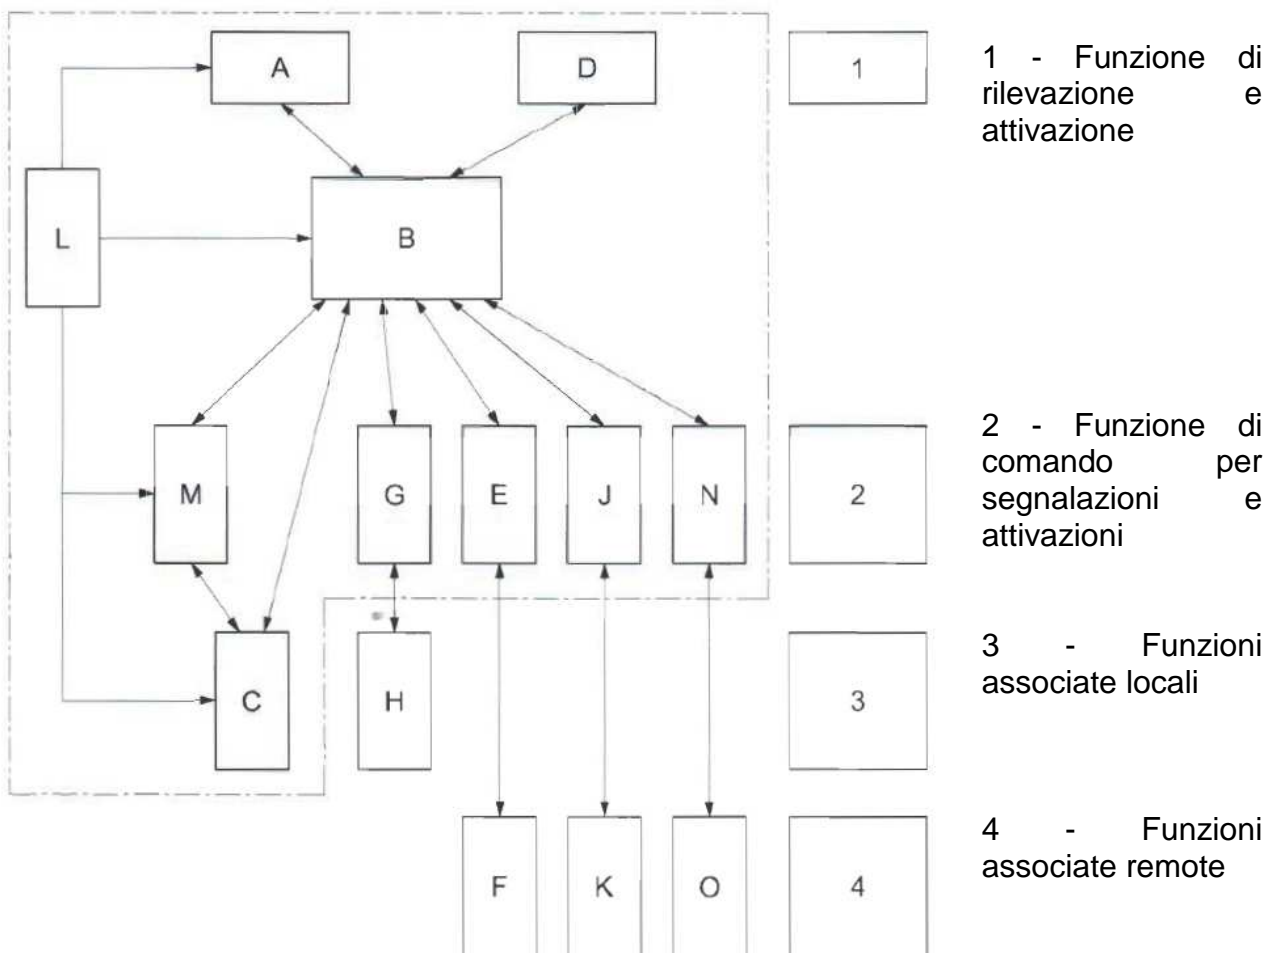 A
D
1
1 - Funzione di
rilevazione e
attivazione
L
B
2 - Funzione di
comando per
segnalazioni e
attivazioni
M
G
E
J
N
2
3 - Funzioni
associate locali
C
H
3
4 - Funzioni
associate remote
F
K
O
4